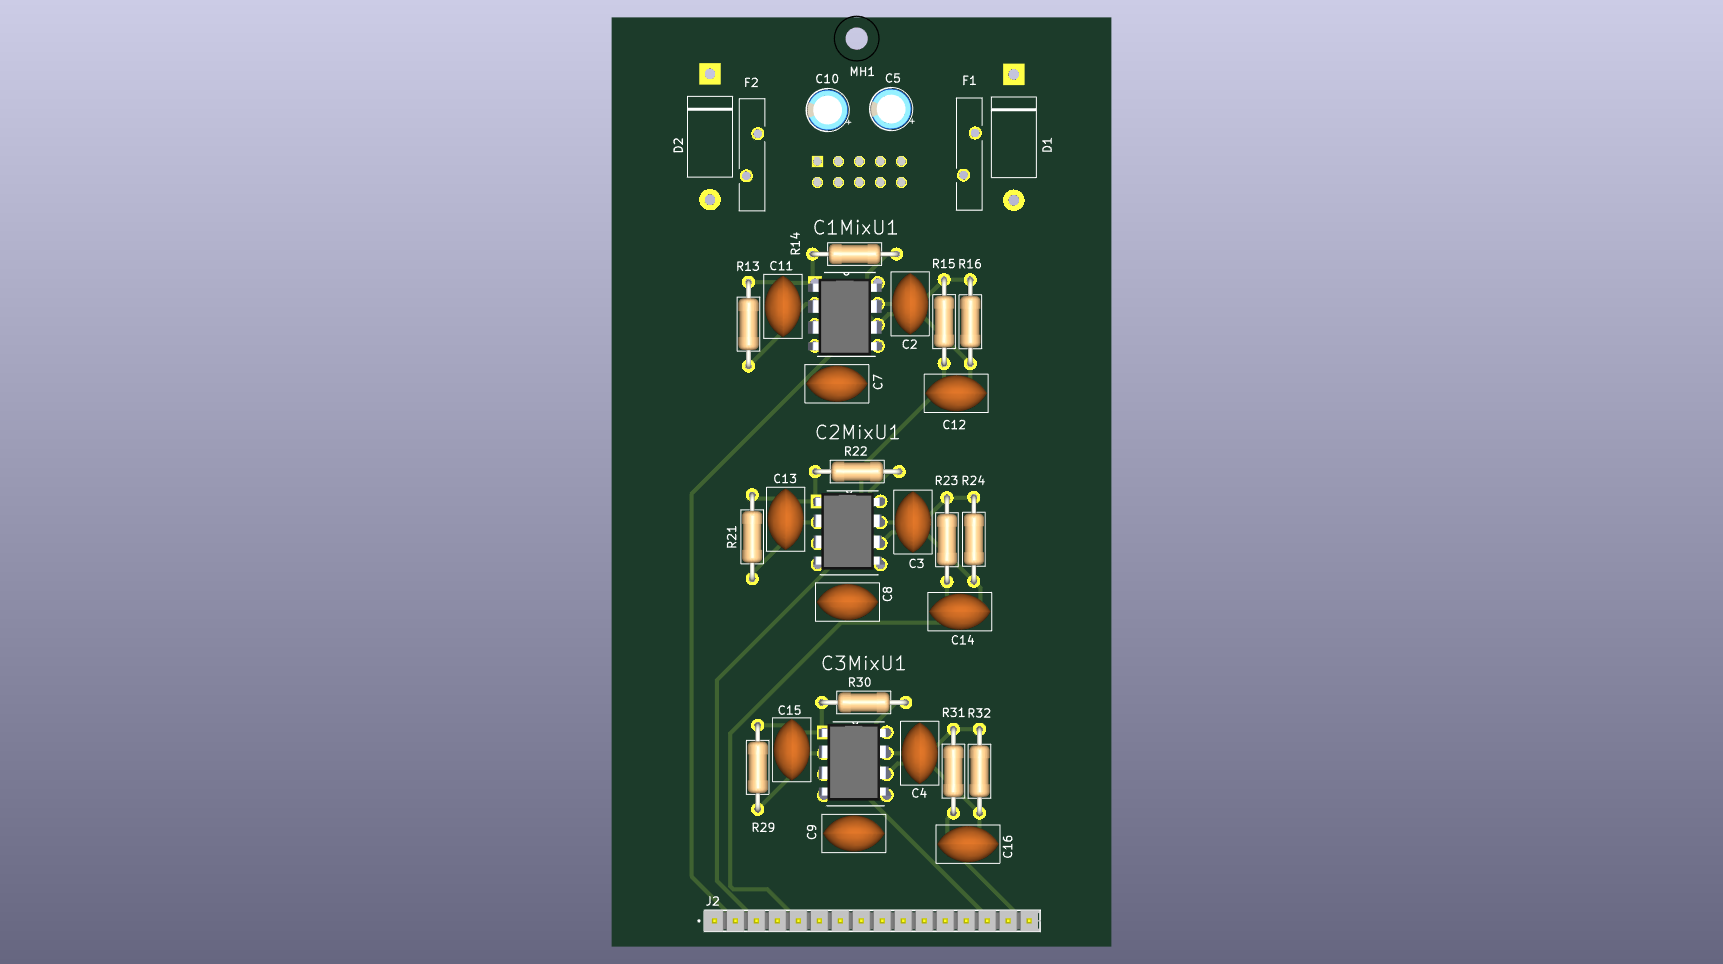 MH1
C10
C5
F2
F1
D2
D1
+
+
C1MixU1
R14
R13
C11
R15
R16
C2
C7
C12
C2MixU1
R22
C13
R23
R24
R21
C3
C8
C14
C3MixU1
R30
C15
R31
R32
C4
R29
C9
C16
J2